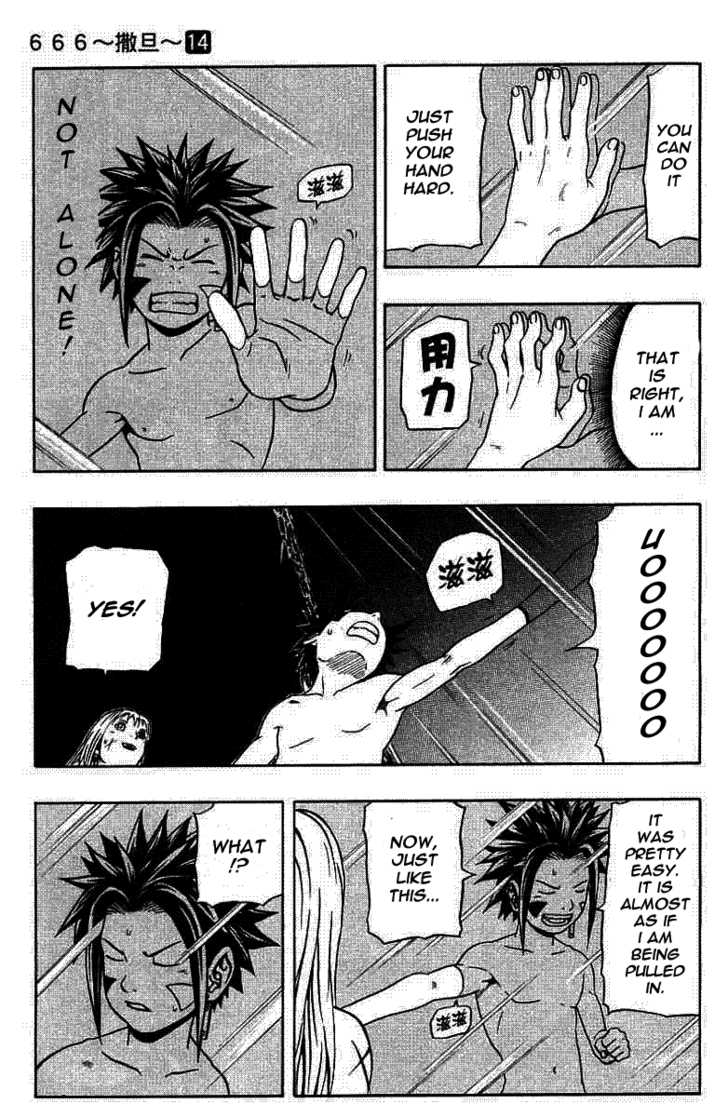 ６６６～撒旦～14
YOU
CAN
DO
IT
JUST
PUSH
YOUR
HAND
HARD.
滋滋
NOT ALONE!
THAT
IS
RIGHT,
I AM
...
用力
UOOOOOOO
滋滋
YES!
IT
WAS
PRETTY
EASY.
IT IS
ALMOST
AS IF
I AM
BEING
PULLED
IN.
NOW,
JUST
LIKE
THIS...
滋滋
WHAT
!?